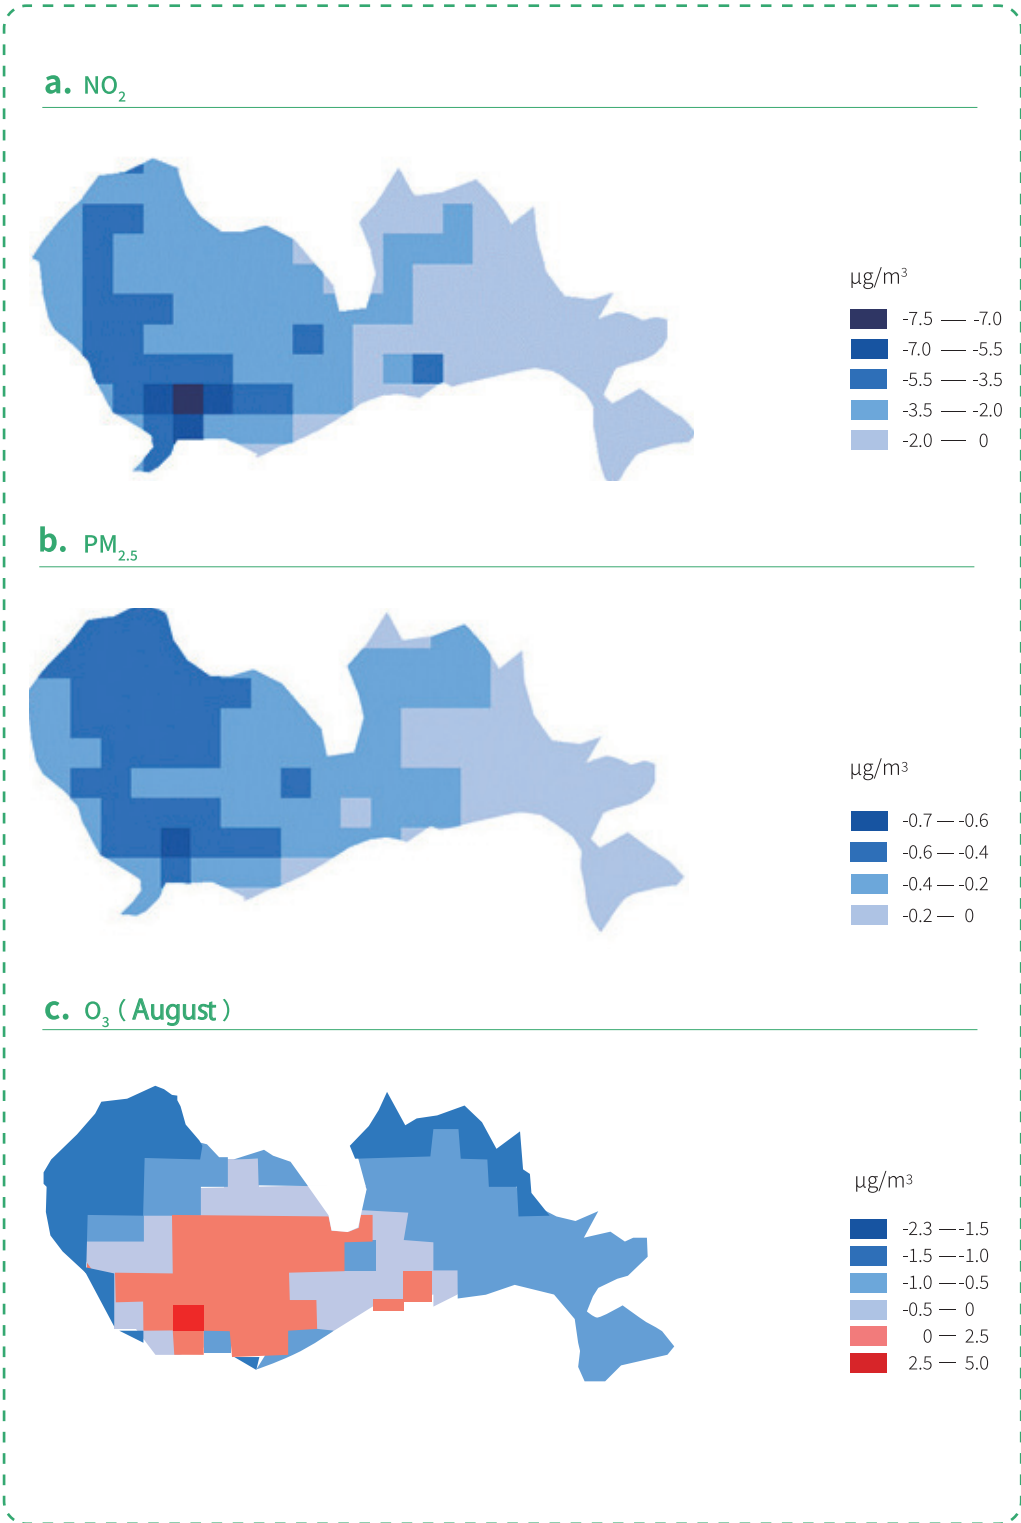 a. NO2
μg/m3
-7.5 — -7.0
-7.0 — -5.5
-5.5 — -3.5
-3.5 — -2.0
-2.0 — 0
b. PM2.5
μg/m3
-0.7 — -0.6
-0.6 — -0.4
-0.4 — -0.2
-0.2 — 0
c. O3 ( August )
μg/m3
-2.3 — -1.5
-1.5 — -1.0
-1.0 — -0.5
-0.5 — 0
0 — 2.5
2.5 — 5.0